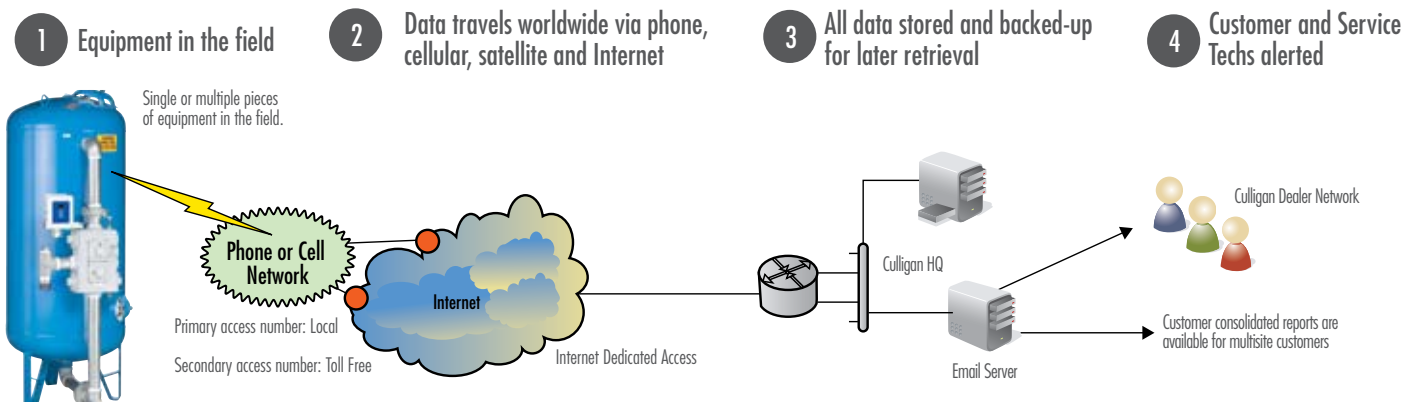 1 Equipment in the field
Single or multiple pieces
of equipment in the field.
2 Data travels worldwide via phone,
cellular, satellite and Internet
3 All data stored and backed-up
for later retrieval
4 Customer and Service
Techs alerted
Phone or Cell
Network
Internet
Primary access number: Local
Secondary access number: Toll Free
Internet Dedicated Access
Culligan HQ
Email Server
Culligan Dealer Network
Customer consolidated reports are
available for multisite customers